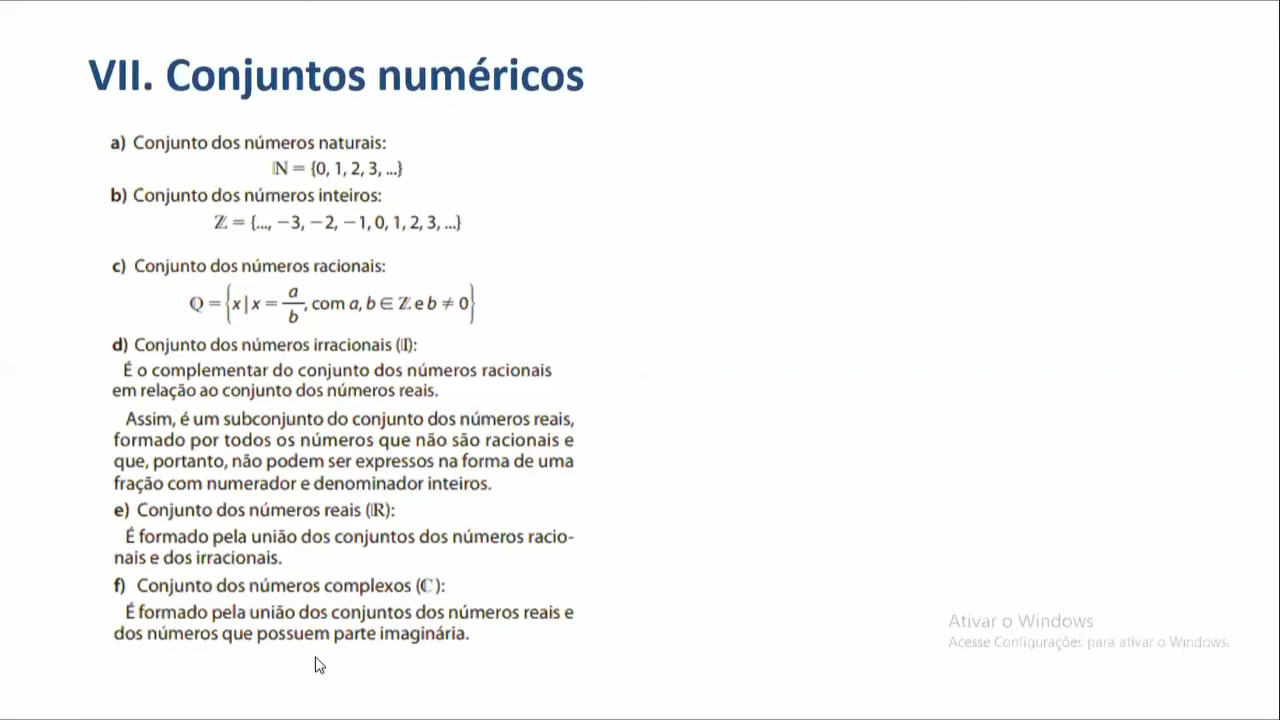 VII. Conjuntos numéricos
a) Conjunto dos números naturais:
ℕ = {0, 1, 2, 3, ...}
b) Conjunto dos números inteiros:
ℤ = {..., −3, −2, −1, 0, 1, 2, 3, ...}
c) Conjunto dos números racionais:
ℚ = {x | x = a/b, com a, b ∈ ℤ e b ≠ 0}
d) Conjunto dos números irracionais (𝕀):
É o complementar do conjunto dos números racionais
em relação ao conjunto dos números reais.
Assim, é um subconjunto do conjunto dos números reais,
formado por todos os números que não são racionais e
que, portanto, não podem ser expressos na forma de uma
fração com numerador e denominador inteiros.
e) Conjunto dos números reais (ℝ):
É formado pela união dos conjuntos dos números racio-
nais e dos irracionais.
f) Conjunto dos números complexos (ℂ):
É formado pela união dos conjuntos dos números reais e
dos números que possuem parte imaginária.
Ativar o Windows
Acesse Configurações para ativar o Windows.